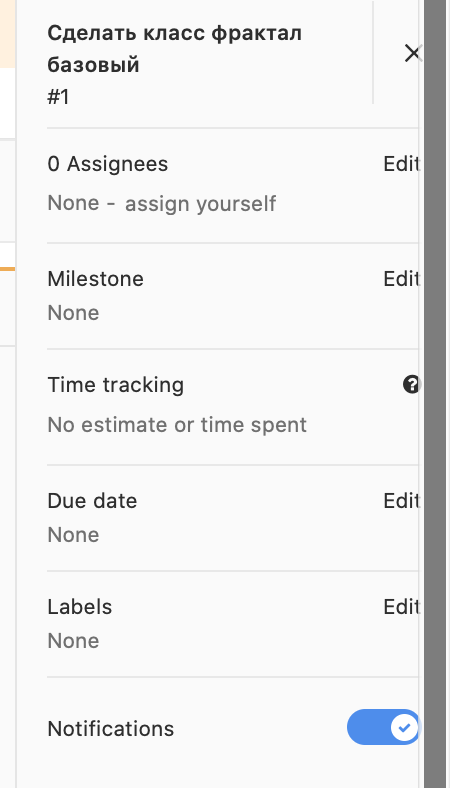 Сделать класс фрактал
базовый
#1
0 Assignees Edit
None - assign yourself
Milestone Edit
None
Time tracking ?
No estimate or time spent
Due date Edit
None
Labels Edit
None
Notifications